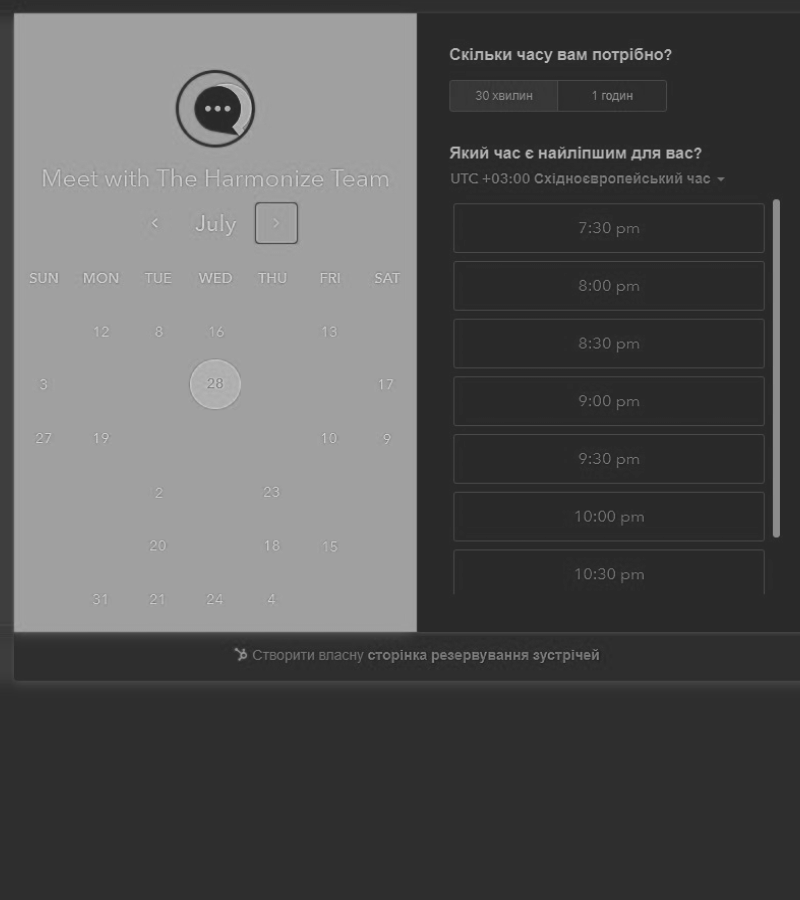 Meet with The Harmonize Team
July
SUN MON TUE WED THU FRI SAT
12 8 16 13
3 28 17
27 19 10 9
2 23
20 18 15
31 21 24 4
Скільки часу вам потрібно?
30 хвилин 1 годин
Який час є найліпшим для вас?
UTC +03:00 Східноєвропейський час
7:30 pm
8:00 pm
8:30 pm
9:00 pm
9:30 pm
10:00 pm
10:30 pm
Створити власну сторінка резервування зустрічей